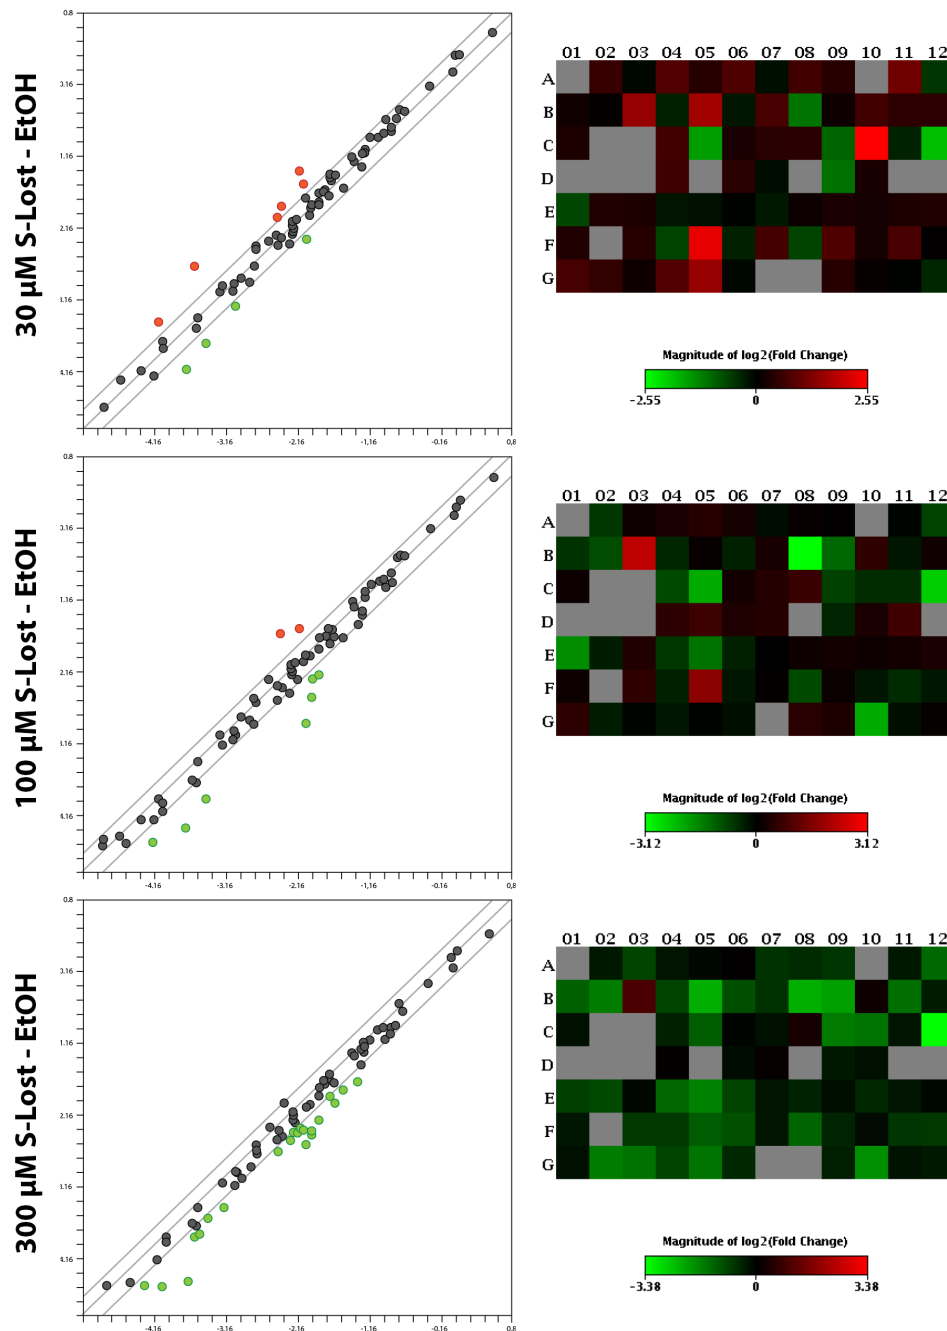 30 µM S-Lost - EtOH
0.8
3.16
1.16
2.16
1.16
4.16
-4.16 -3.16 -2.16 -1,16 -0.16 0,8
01 02 03 04 05 06 07 08 09 10 11 12
A
B
C
D
E
F
G
Magnitude of log2(Fold Change)
-2.55 0 2.55
100 µM S-Lost - EtOH
0.8
3.16
1.16
2.16
1.16
4.16
-4.16 -3.16 -2.16 -1,16 -0.16 0,8
01 02 03 04 05 06 07 08 09 10 11 12
A
B
C
D
E
F
G
Magnitude of log2(Fold Change)
-3.12 0 3.12
300 µM S-Lost - EtOH
0.8
3.16
1.16
2.16
1.16
4.16
-4.16 -3.16 -2.16 -1,16 -0.16 0,8
01 02 03 04 05 06 07 08 09 10 11 12
A
B
C
D
E
F
G
Magnitude of log2(Fold Change)
-3.38 0 3.38